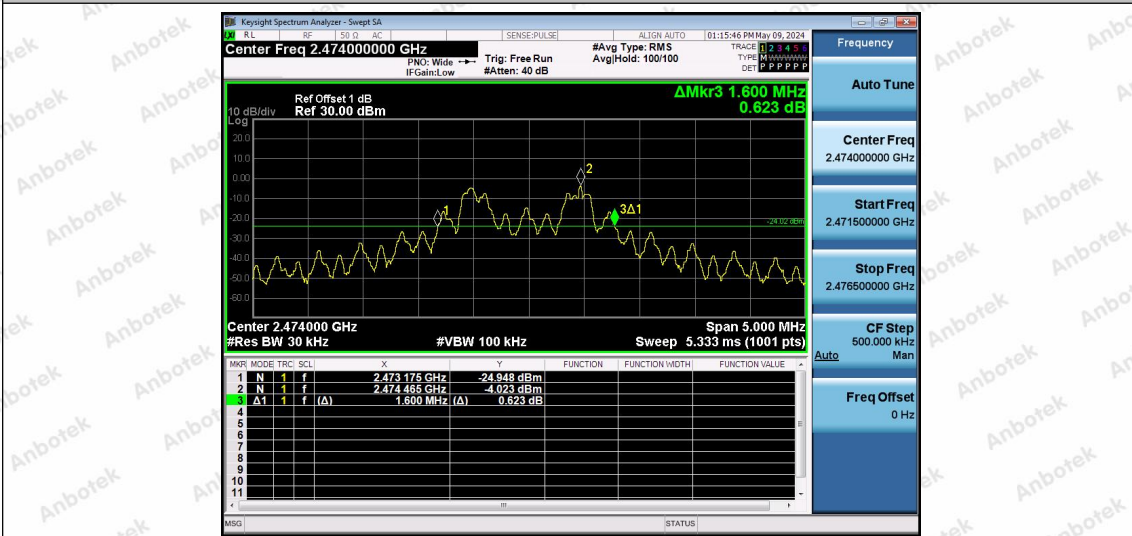 Keysight Spectrum Analyzer - Swept SA
RL RF 50 Ω AC SENSE:PULSE ALIGN AUTO 01:15:46 PM May 09, 2024
Center Freq 2.474000000 GHz
PNO: Wide
IFGain:Low
Trig: Free Run
#Atten: 40 dB
#Avg Type: RMS
Avg|Hold: 100/100
TRACE 1 2 3 4 5 6
TYPE M WWWWW
DET P P P P P P
Frequency
Auto Tune
Center Freq
2.474000000 GHz
Start Freq
2.471500000 GHz
Stop Freq
2.476500000 GHz
CF Step
500.000 kHz
Auto Man
Freq Offset
0 Hz
ΔMkr3 1.600 MHz
0.623 dB
Ref Offset 1 dB
10 dB/div Ref 30.00 dBm
Log
20.0
10.0
0.00
-10.0
-20.0
-30.0
-40.0
-50.0
-60.0
1
2
3Δ1
-24.02 dBm
Center 2.474000 GHz Span 5.000 MHz
#Res BW 30 kHz #VBW 100 kHz Sweep 5.333 ms (1001 pts)
MKR MODE TRC SCL X Y FUNCTION FUNCTION WIDTH FUNCTION VALUE
1 N 1 f 2.473 175 GHz -24.948 dBm
2 N 1 f 2.474 465 GHz -4.023 dBm
3 Δ1 1 f (Δ) 1.600 MHz (Δ) 0.623 dB
4
5
6
7
8
9
10
11
MSG STATUS
Anbotek